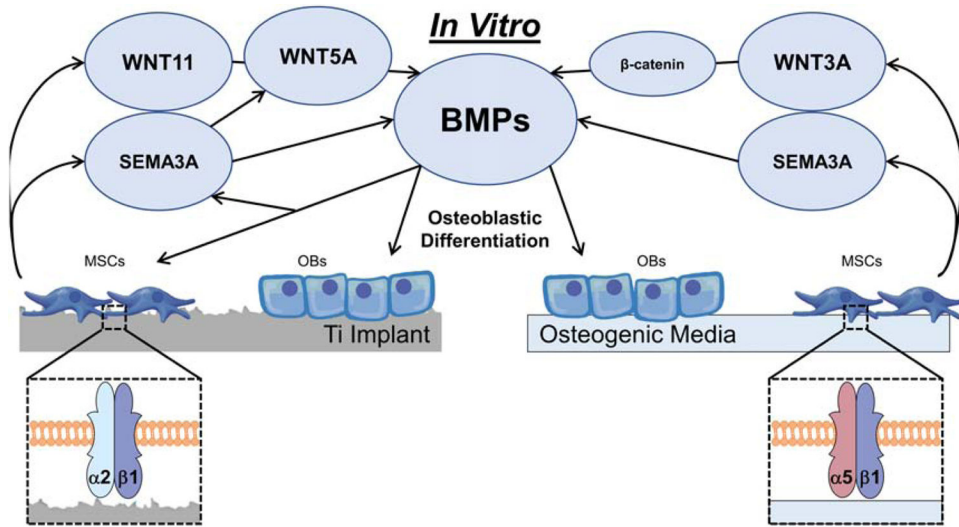 In Vitro
WNT11
WNT5A
β-catenin
WNT3A
BMPs
SEMA3A
SEMA3A
Osteoblastic
Differentiation
MSCs
OBs
OBs
MSCs
Ti Implant
Osteogenic Media
α2 β1
α5 β1